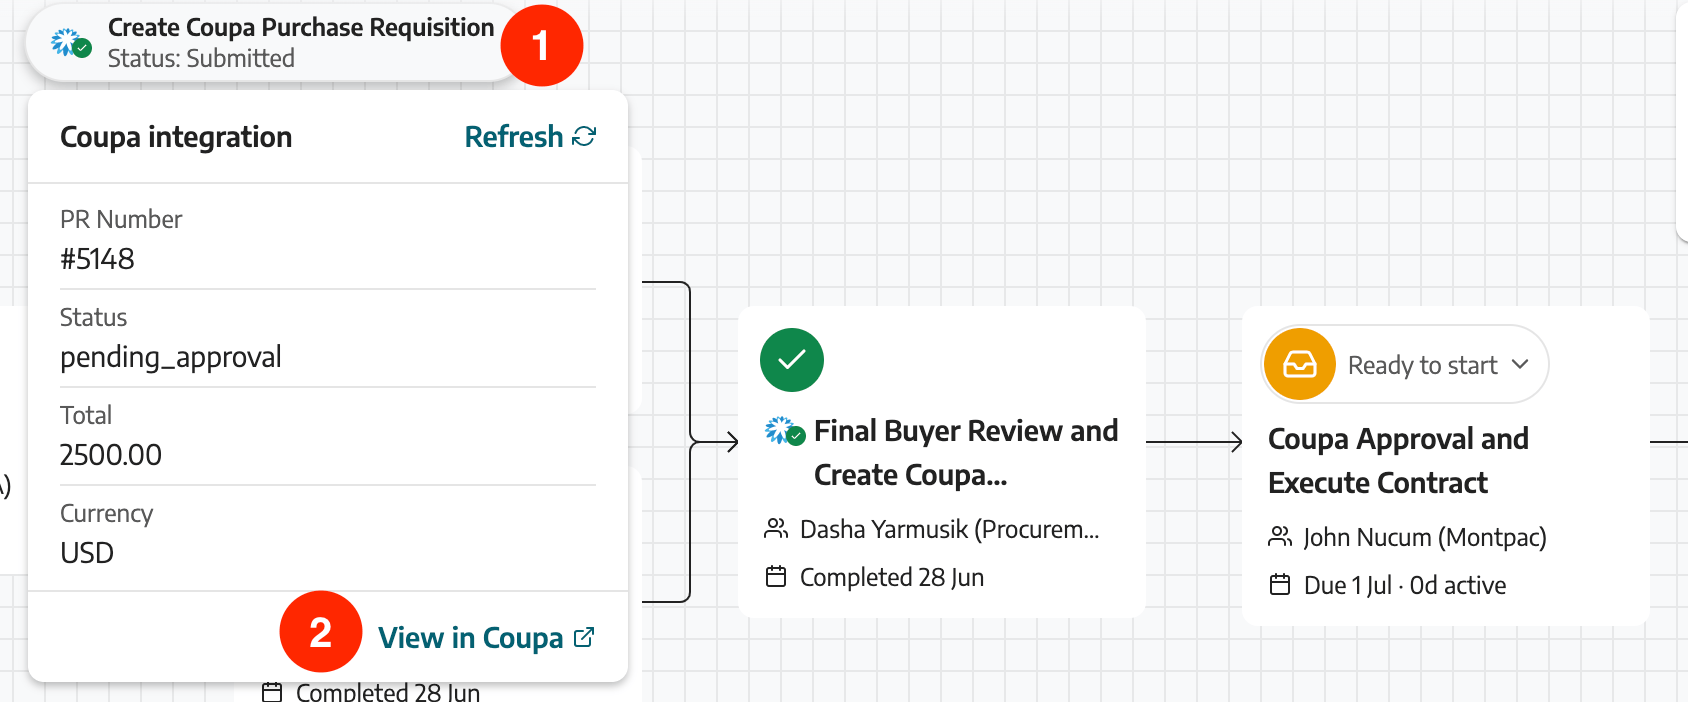 Create Coupa Purchase Requisition
Status: Submitted
1
Coupa integration
Refresh
PR Number
#5148
Status
pending_approval
Total
2500.00
Currency
USD
2
View in Coupa
Completed 28 Jun
Final Buyer Review and
Create Coupa...
Dasha Yarmusik (Procurem...
Completed 28 Jun
Ready to start
Coupa Approval and
Execute Contract
John Nucum (Montpac)
Due 1 Jul · 0d active